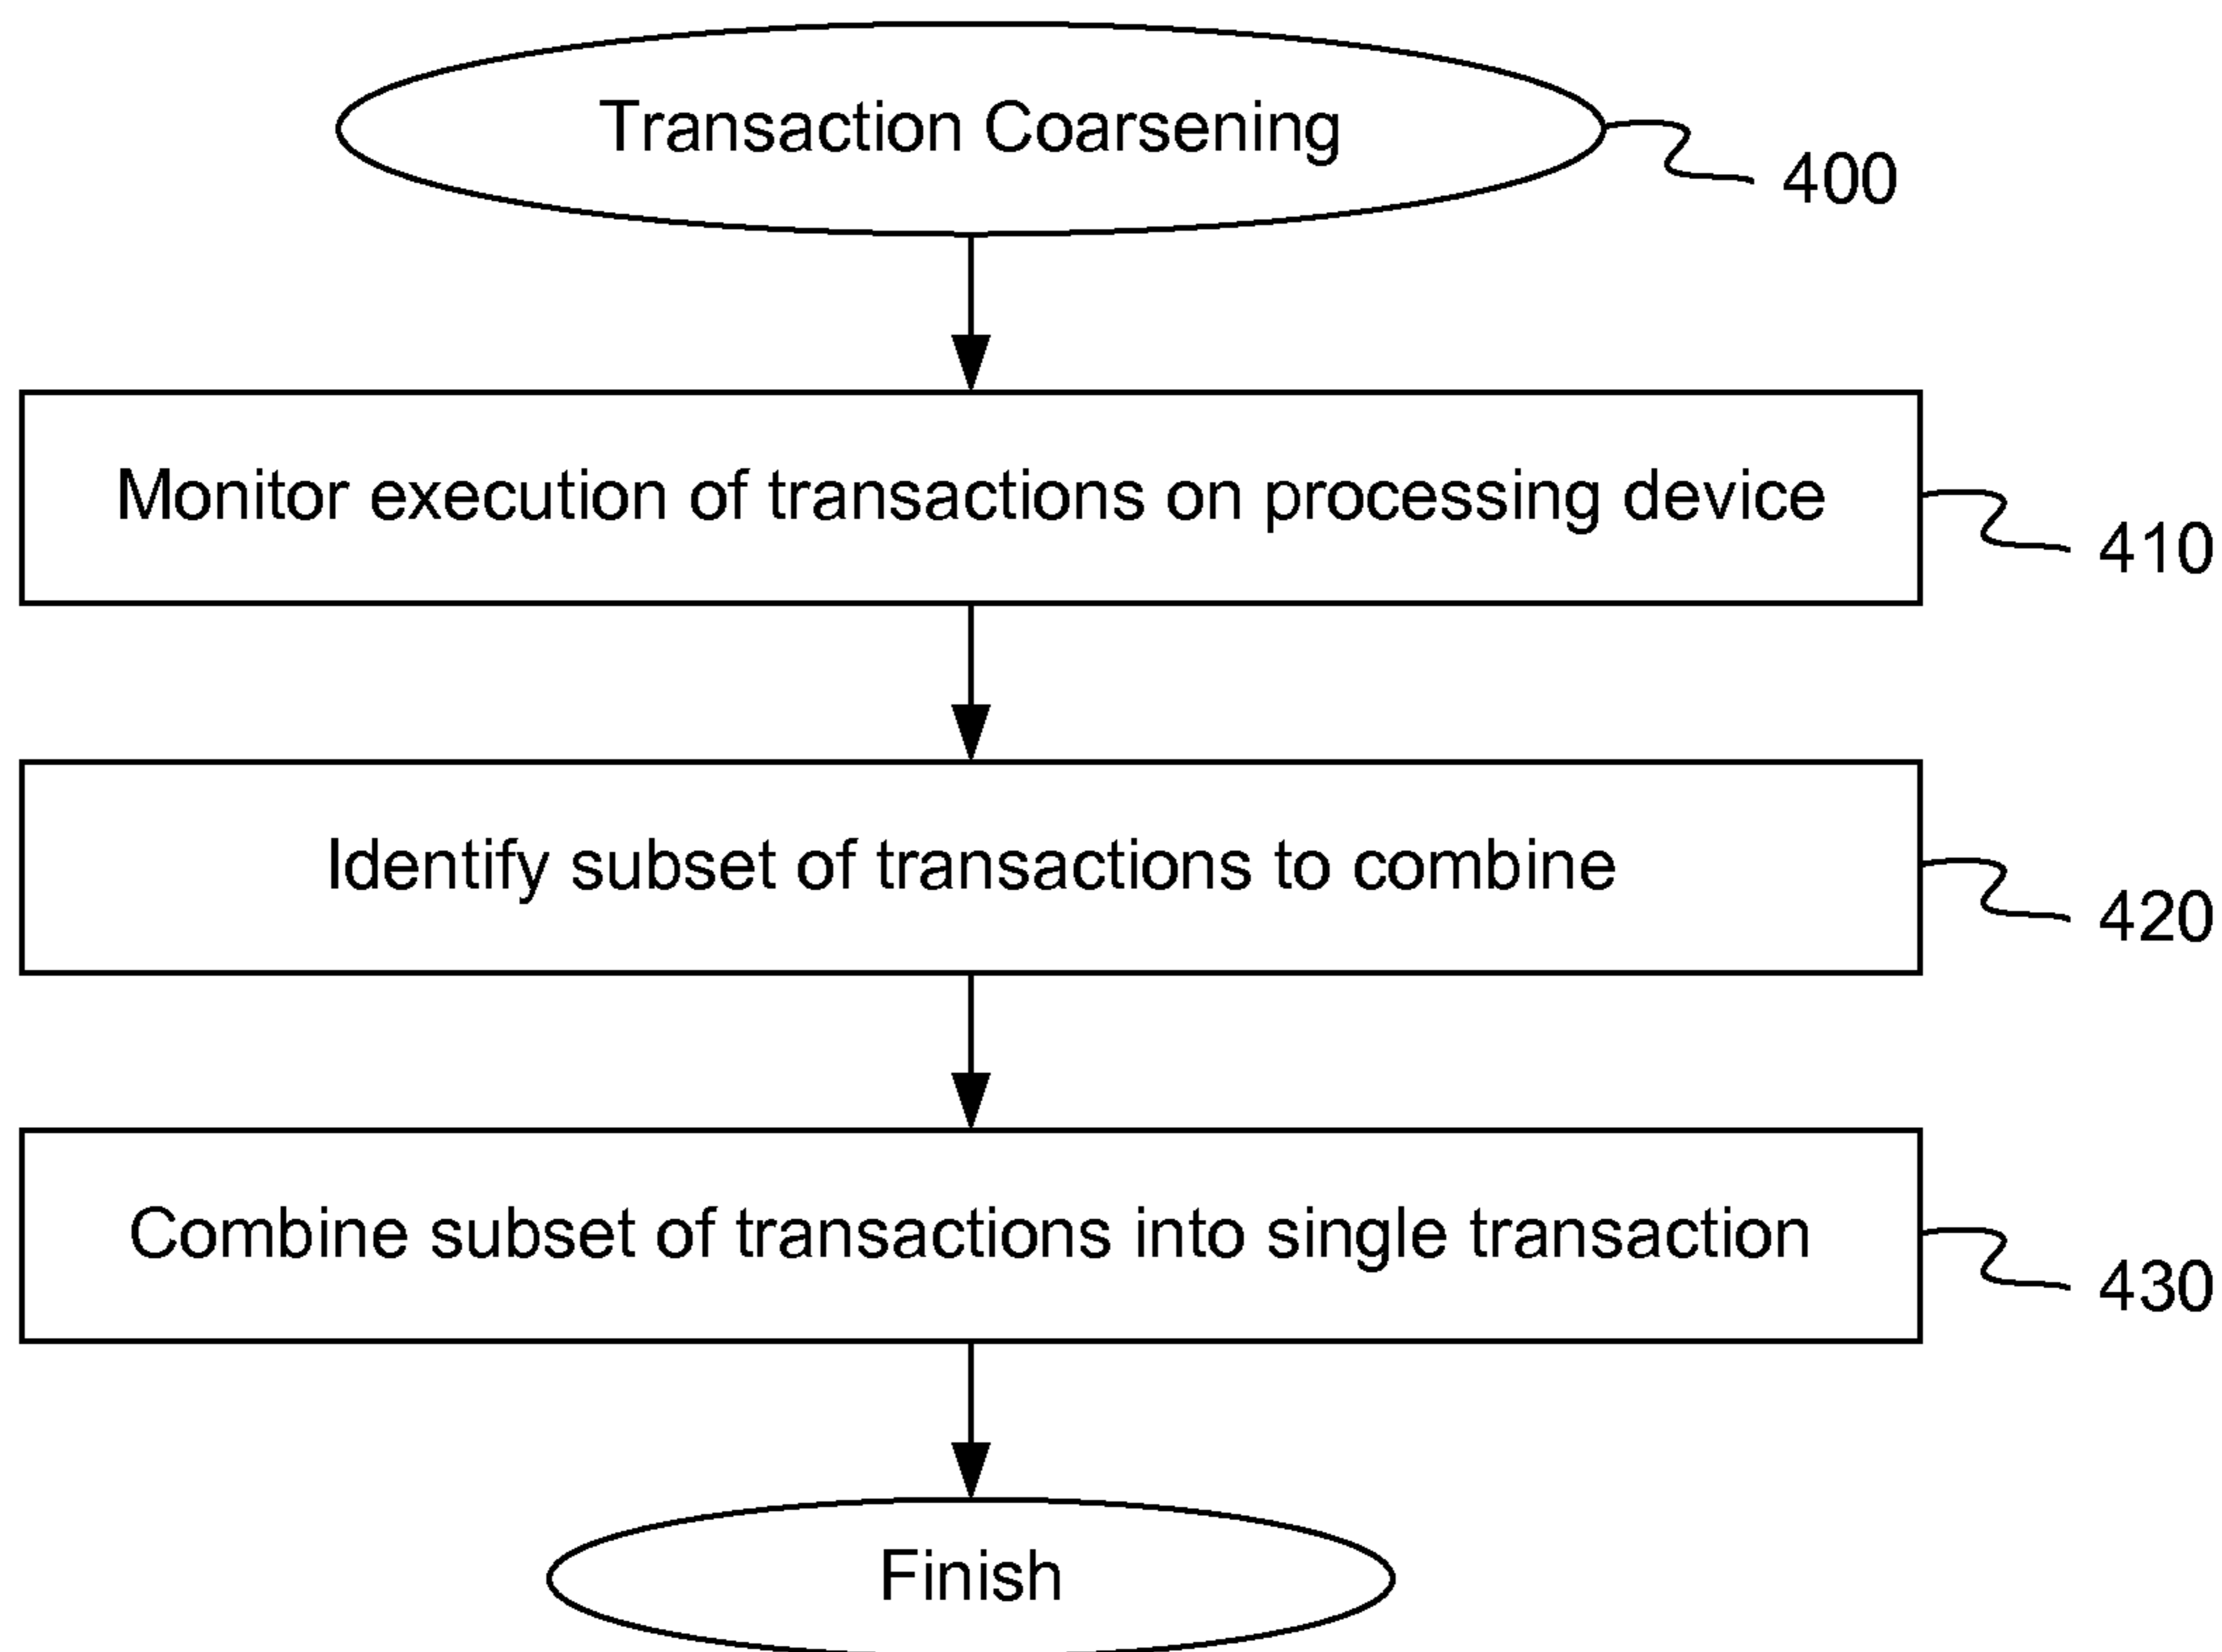 Transaction Coarsening
400
Monitor execution of transactions on processing device
410
Identify subset of transactions to combine
420
Combine subset of transactions into single transaction
430
Finish